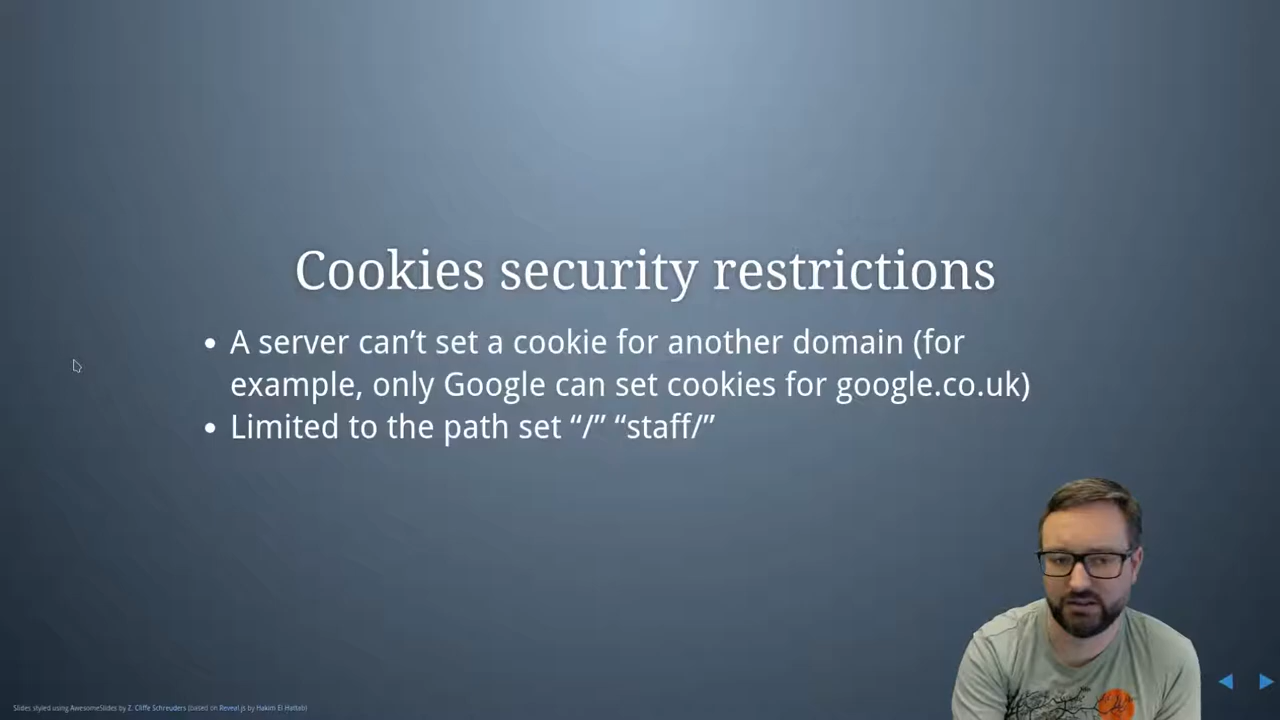 Cookies security restrictions
• A server can’t set a cookie for another domain (for
example, only Google can set cookies for google.co.uk)
• Limited to the path set “/” “staff/”
Slides styled using AwesomeSlides by Z. Cliffe Schreuders (based on Reveal.js by Hakim El Hattab)